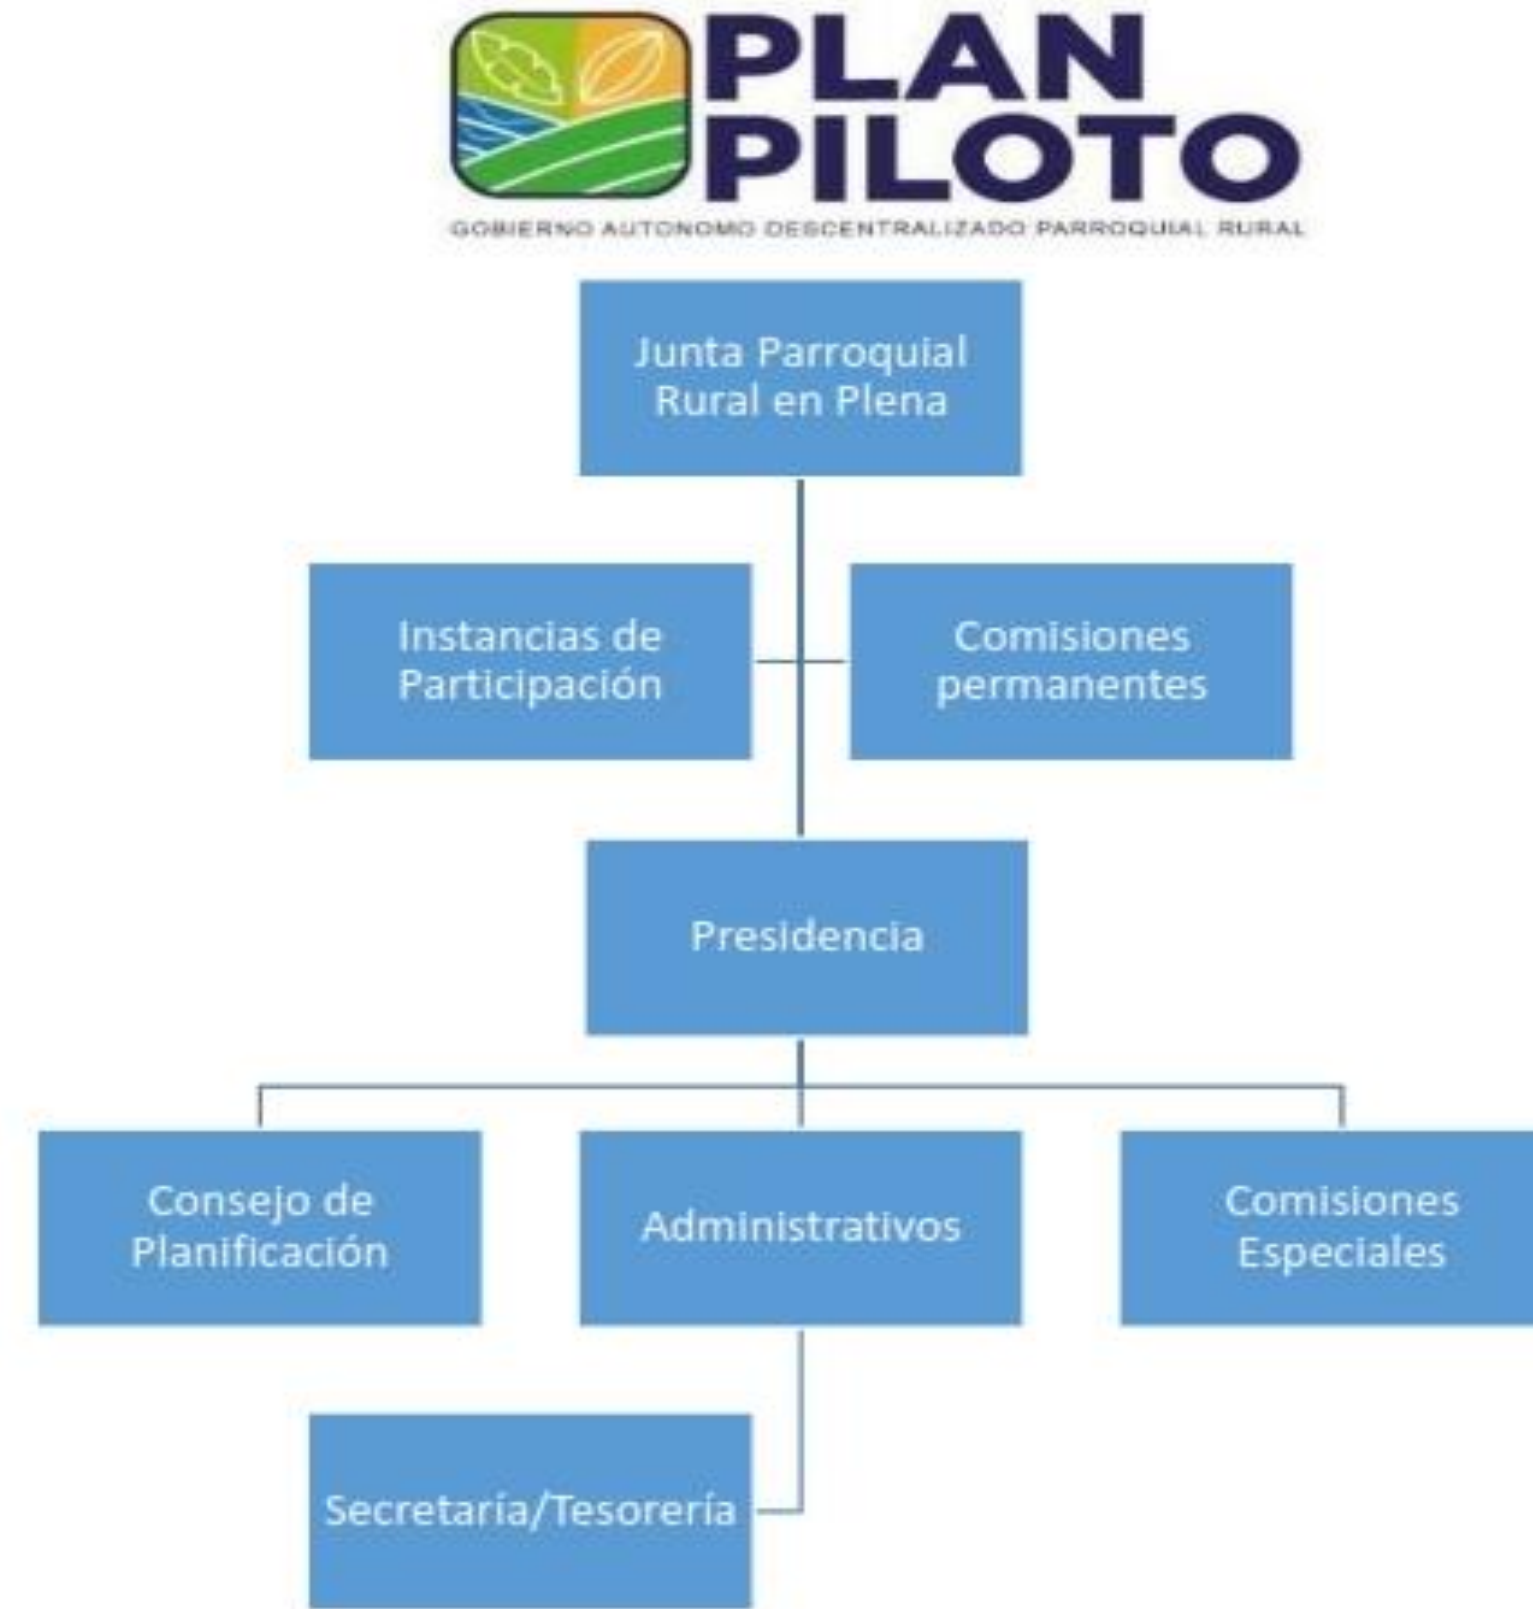 PLAN
PILOTO
GOBIERNO AUTONOMO DESCENTRALIZADO PARROQUIAL RURAL
Junta Parroquial
Rural en Plena
Instancias de
Participación
Comisiones
permanentes
Presidencia
Consejo de
Planificación
Administrativos
Comisiones
Especiales
Secretaría/Tesorería